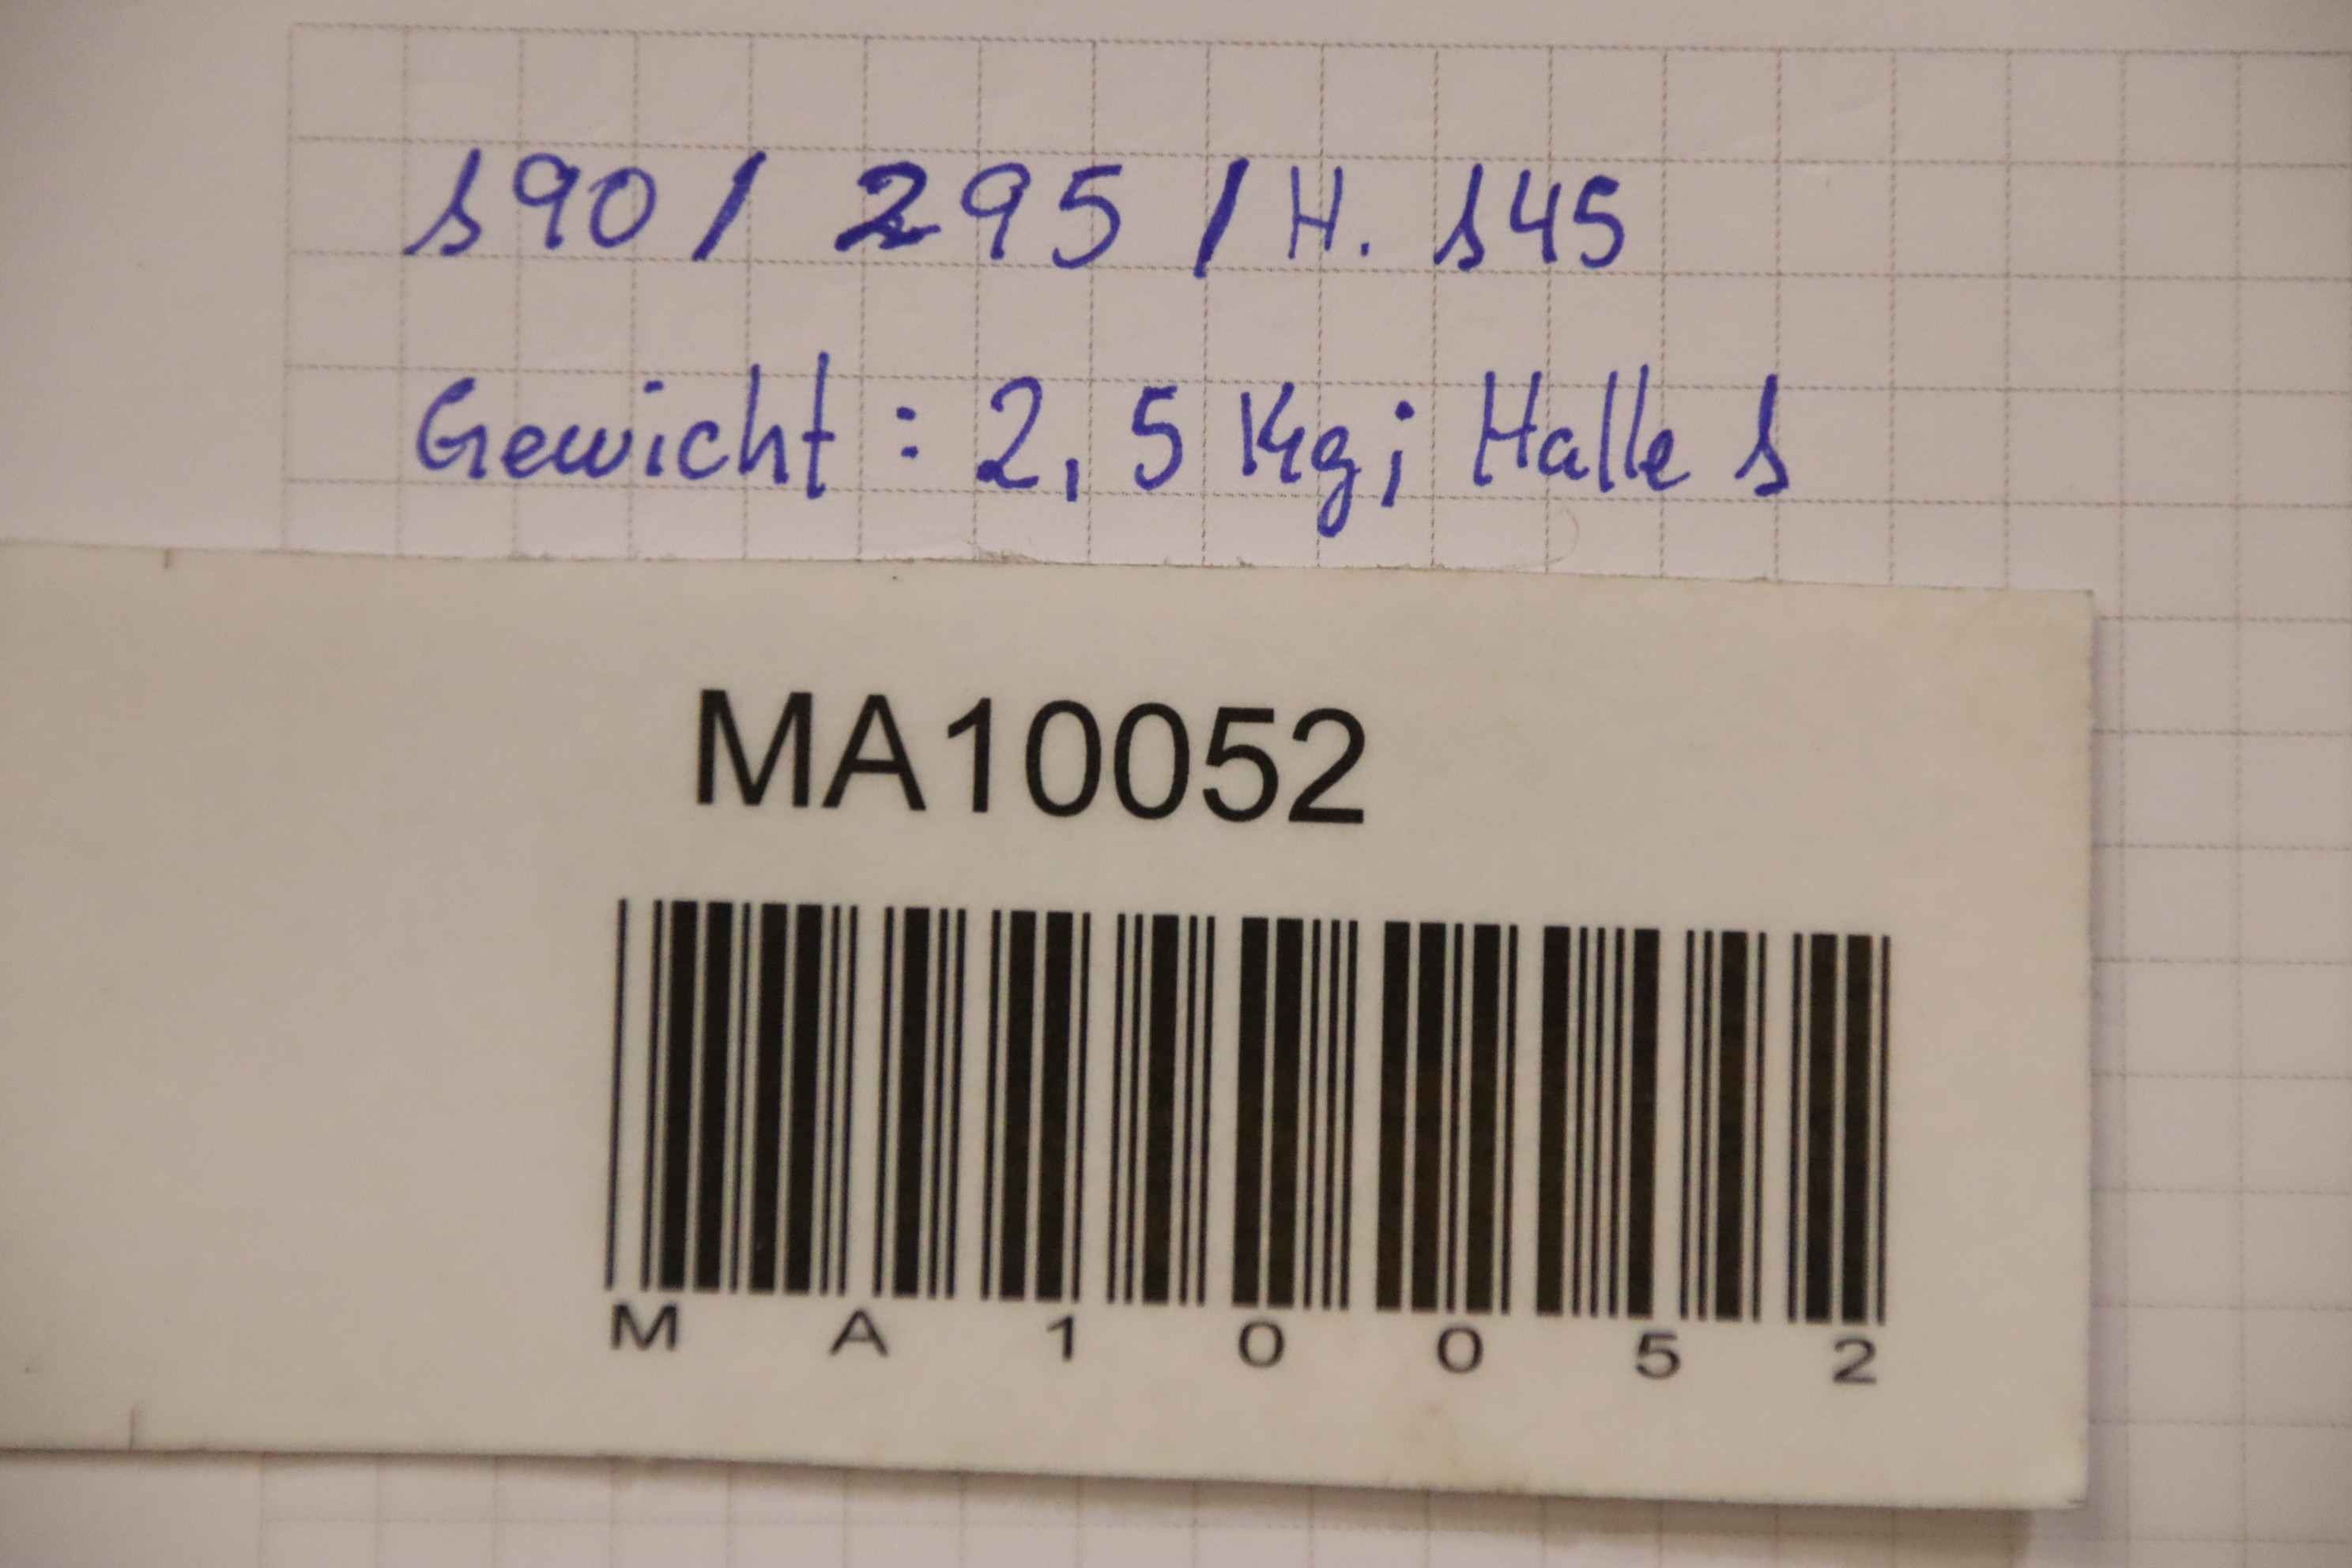 190 / 295 / H. 145
Gewicht : 2,5 Kg; Halle 1
MA10052
M A 1 0 0 5 2